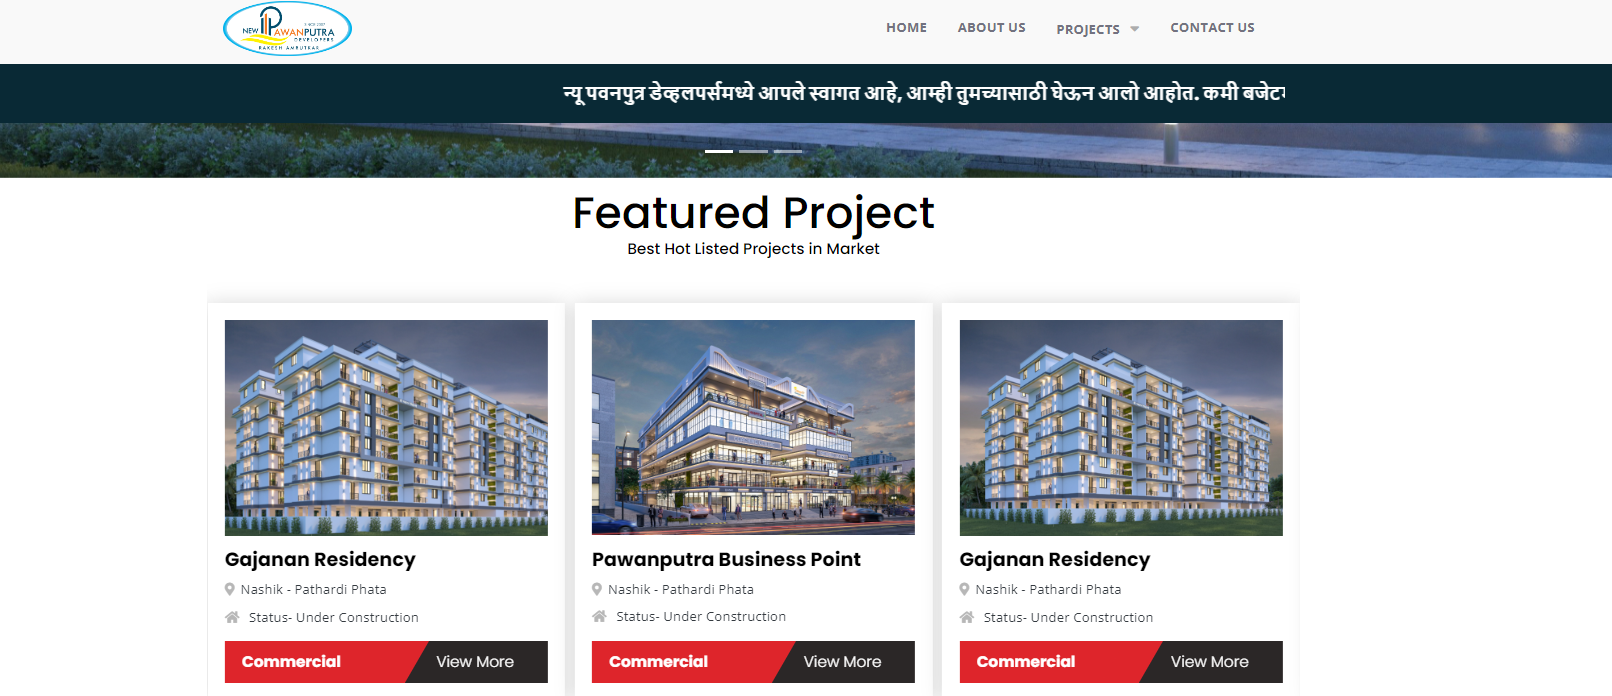 SINCE 2007
NEW PAWANPUTRA
DEVELOPERS
RAKESH AMRUTKAR
HOME ABOUT US PROJECTS CONTACT US
न्यू पवनपुत्र डेव्हलपर्समध्ये आपले स्वागत आहे, आम्ही तुमच्यासाठी घेऊन आलो आहोत. कमी
Featured Project
Best Hot Listed Projects in Market
Gajanan Residency
Nashik - Pathardi Phata
Status- Under Construction
Commercial View More
Pawanputra Business Point
Nashik - Pathardi Phata
Status- Under Construction
Commercial View More
Gajanan Residency
Nashik - Pathardi Phata
Status- Under Construction
Commercial View More